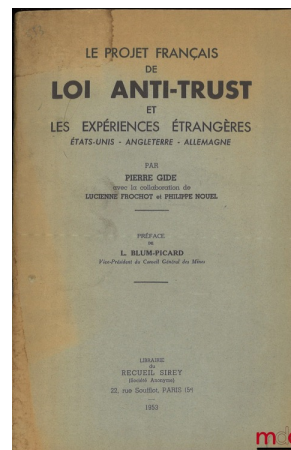 LE PROJET FRANÇAIS
DE
LOI ANTI-TRUST
ET
LES EXPÉRIENCES ÉTRANGÈRES
ÉTATS-UNIS - ANGLETERRE - ALLEMAGNE
PAR
PIERRE GIDE
avec la collaboration de
LUCIENNE FROCHOT et PHILIPPE NOUEL
PRÉFACE
DE
L. BLUM-PICARD
Vice-Président du Conseil Général des Mines
LIBRAIRIE
du
RECUEIL SIREY
(Société Anonyme)
22, rue Soufflot, PARIS
1953